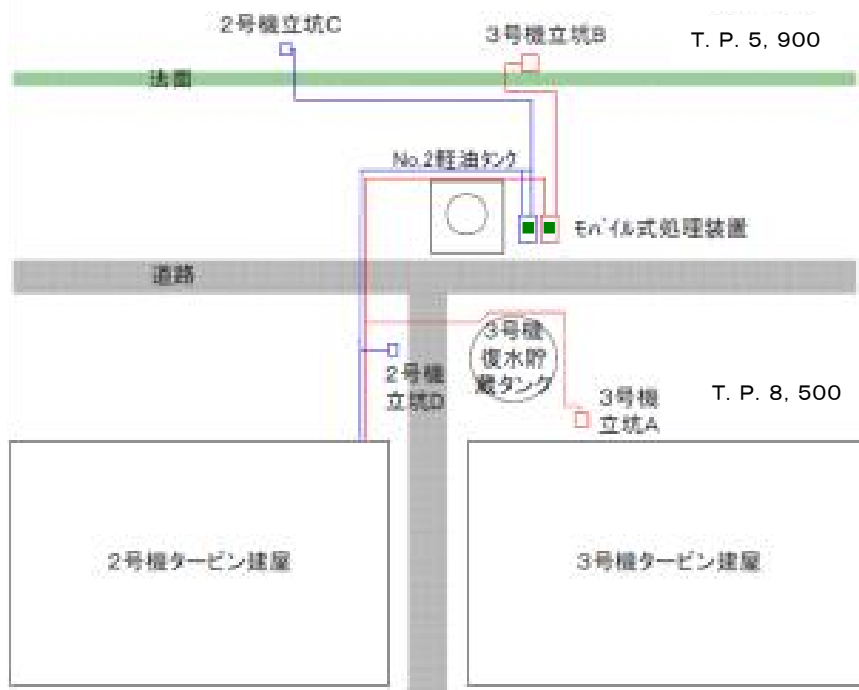 2号機立坑C
3号機立坑B
T. P. 5, 900
法面
No.2軽油タンク
モバイル式処理装置
道路
3号機
復水貯
蔵タンク
2号機
立坑D
T. P. 8, 500
3号機
立坑A
2号機タービン建屋
3号機タービン建屋